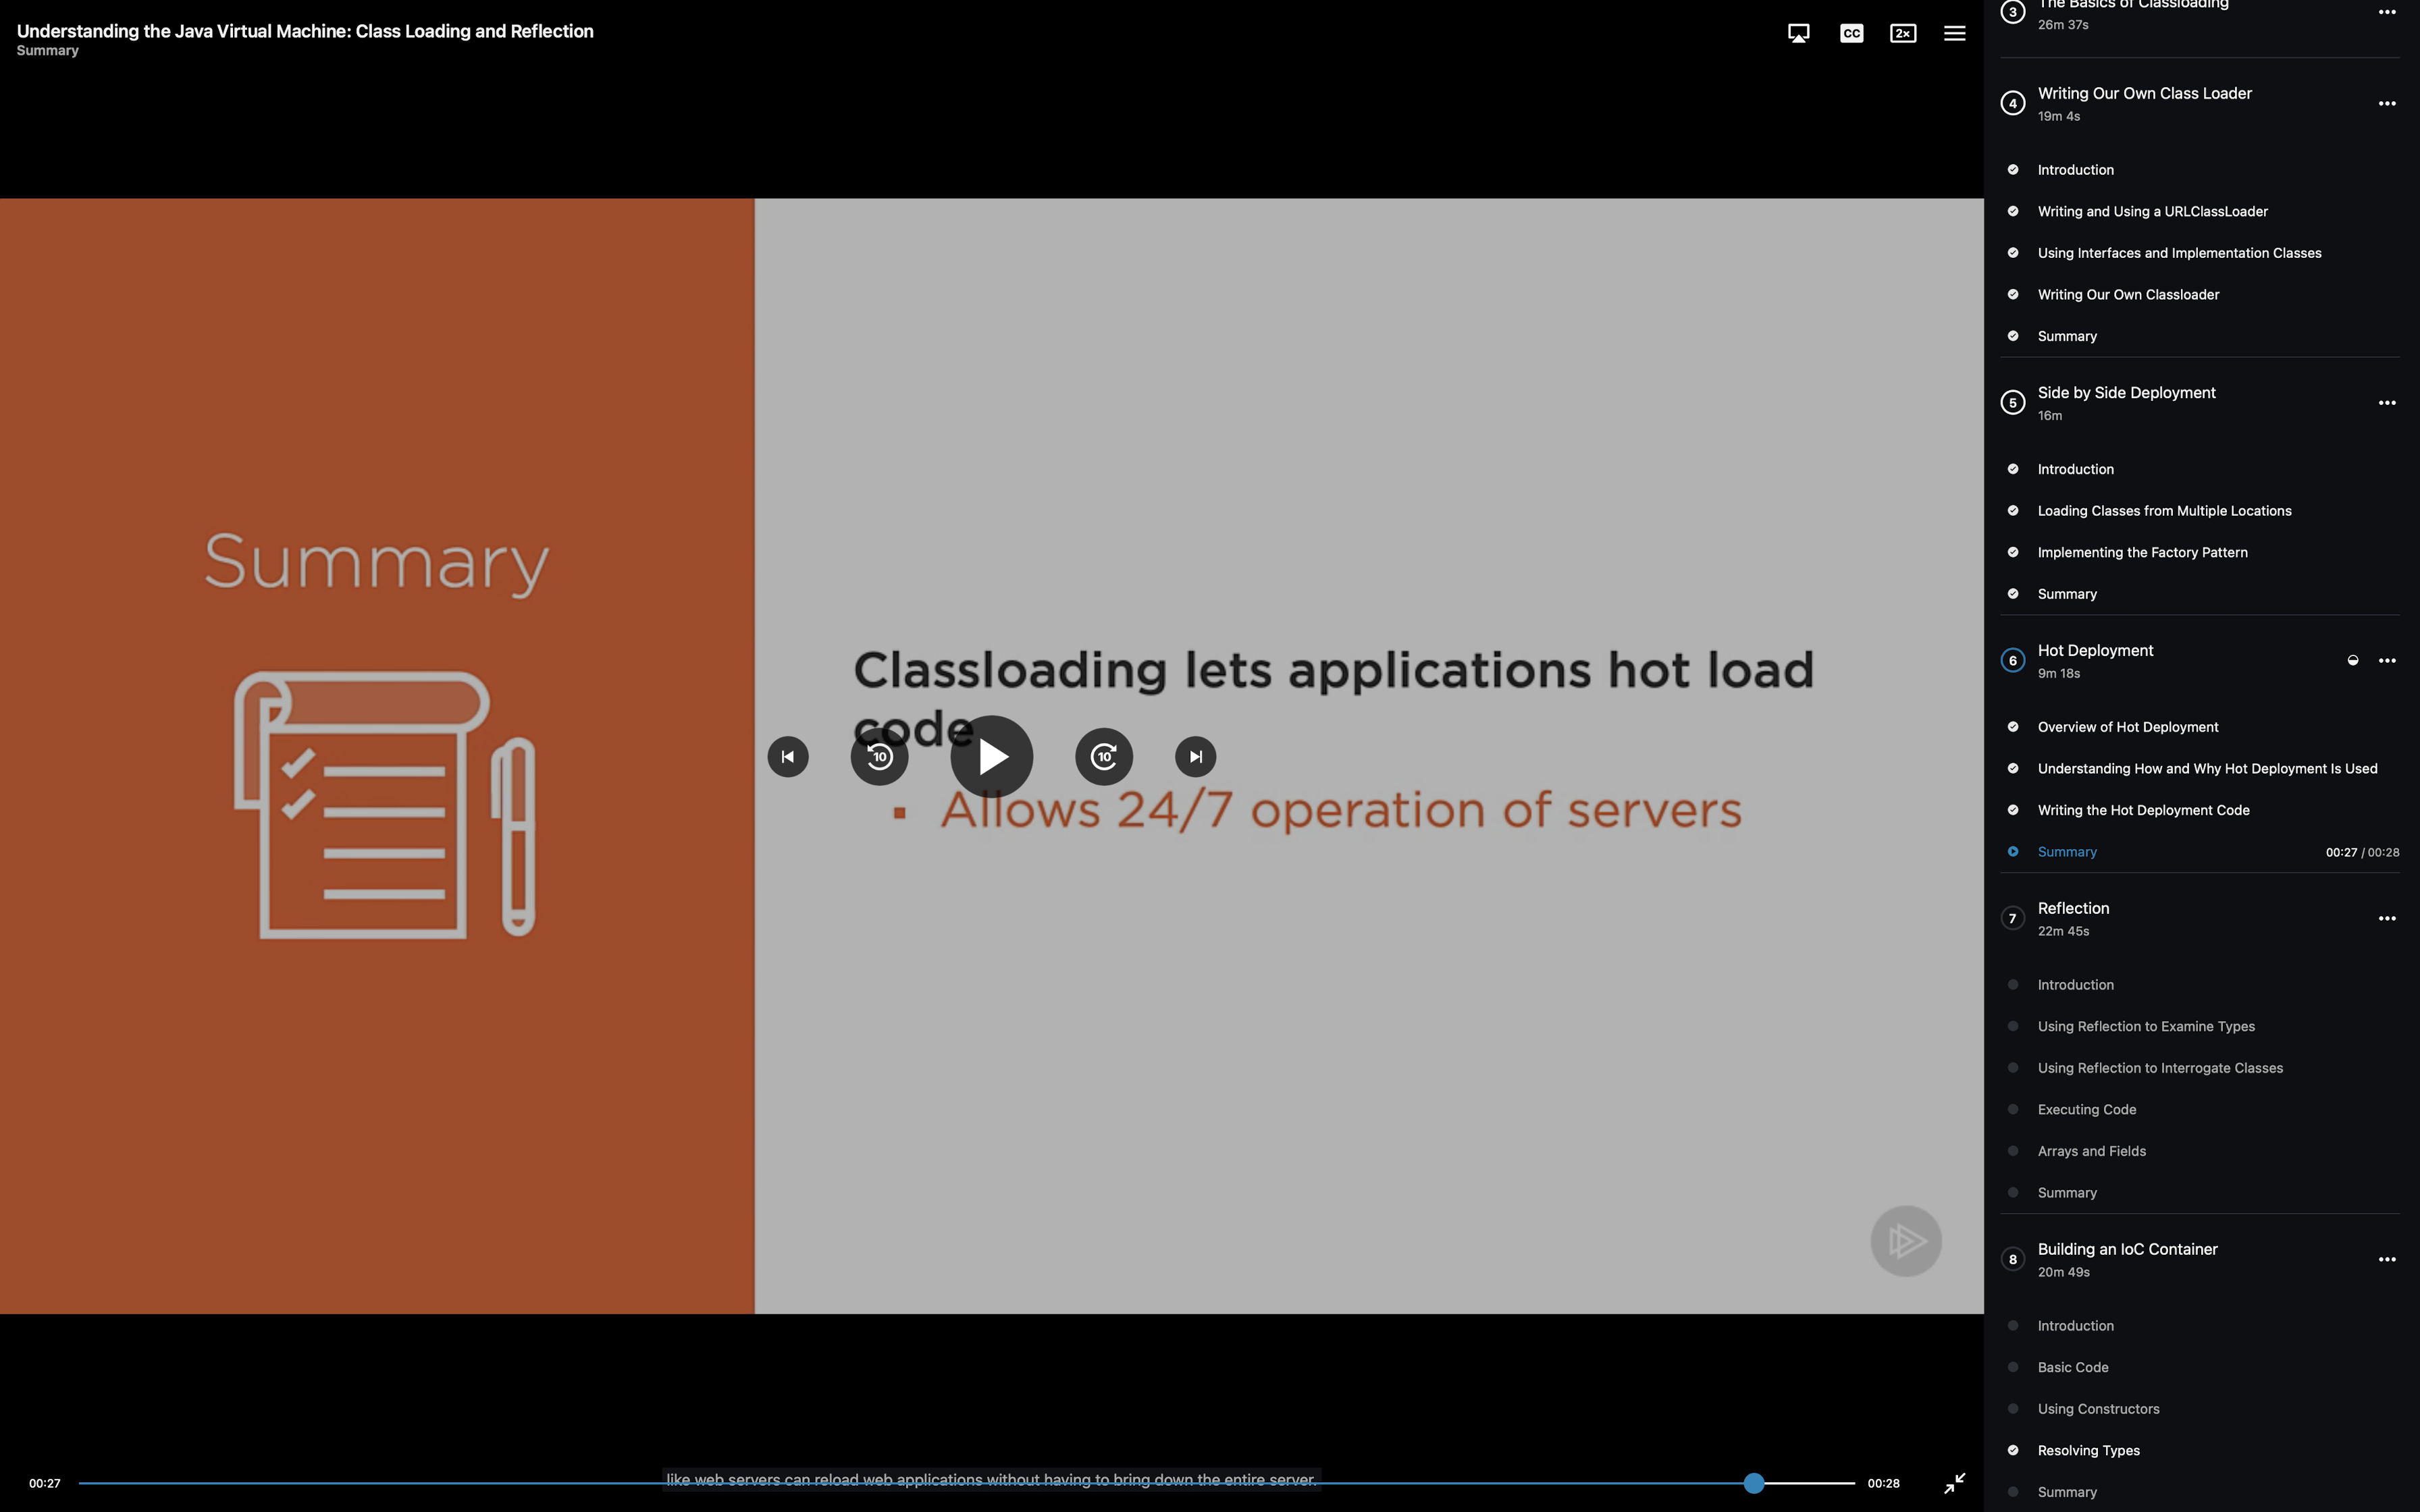 Understanding the Java Virtual Machine: Class Loading and Reflection
Summary
CC
2x
Summary
Classloading lets applications hot load
code
Allows 24/7 operation of servers
10
10
like web servers can reload web applications without having to bring down the entire server.
00:27
00:28
3
The Basics of Classloading
26m 37s
4
Writing Our Own Class Loader
19m 4s
Introduction
Writing and Using a URLClassLoader
Using Interfaces and Implementation Classes
Writing Our Own Classloader
Summary
5
Side by Side Deployment
16m
Introduction
Loading Classes from Multiple Locations
Implementing the Factory Pattern
Summary
6
Hot Deployment
9m 18s
Overview of Hot Deployment
Understanding How and Why Hot Deployment Is Used
Writing the Hot Deployment Code
Summary 00:27 / 00:28
7
Reflection
22m 45s
Introduction
Using Reflection to Examine Types
Using Reflection to Interrogate Classes
Executing Code
Arrays and Fields
Summary
8
Building an IoC Container
20m 49s
Introduction
Basic Code
Using Constructors
Resolving Types
Summary